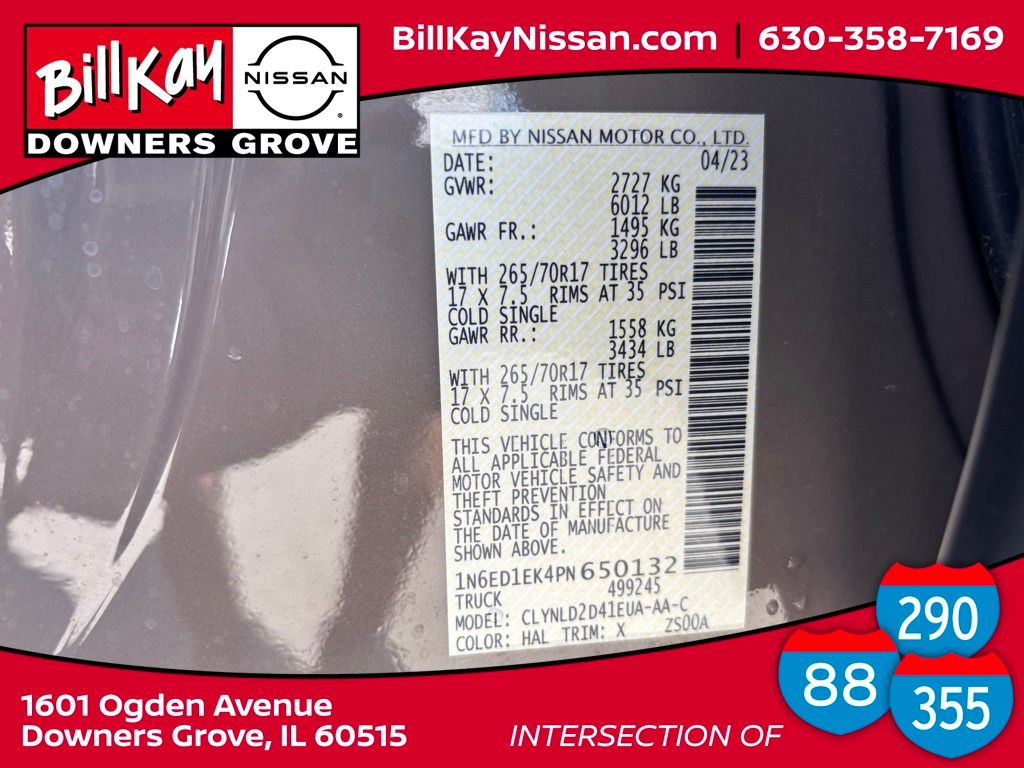 BillKayNissan.com | 630-358-7169
BillKay NISSAN
DOWNERS GROVE
MFD BY NISSAN MOTOR CO., LTD.
DATE: 04/23
GVWR: 2727 KG
6012 LB
GAWR FR.: 1495 KG
3296 LB
WITH 265/70R17 TIRES
17 X 7.5 RIMS AT 35 PSI
COLD SINGLE
GAWR RR.: 1558 KG
3434 LB
WITH 265/70R17 TIRES
17 X 7.5 RIMS AT 35 PSI
COLD SINGLE
THIS VEHICLE CONFORMS TO
ALL APPLICABLE FEDERAL
MOTOR VEHICLE SAFETY AND
THEFT PREVENTION
STANDARDS IN EFFECT ON
THE DATE OF MANUFACTURE
SHOWN ABOVE.
1N6ED1EK4PN650132
TRUCK 499245
MODEL: CLYNLD2D41EUA-AA-C
COLOR: HAL TRIM: X ZS00A
1601 Ogden Avenue
Downers Grove, IL 60515
INTERSECTION OF
290
88
355